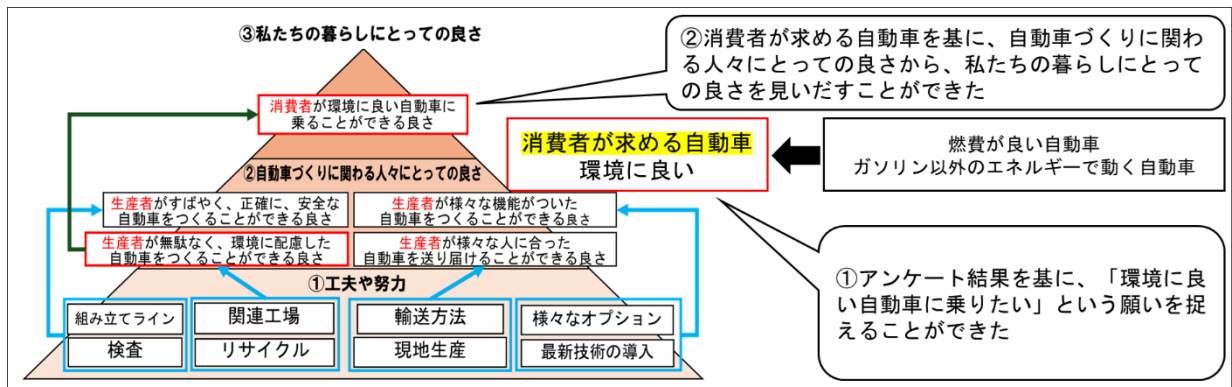 ③私たちの暮らしにとっての良さ
消費者が環境に良い自動車に
乗ることができる良さ
②自動車づくりに関わる人々にとっての良さ
生産者がすばやく、正確に、安全な
自動車をつくることができる良さ
生産者が様々な機能がついた
自動車をつくることができる良さ
生産者が無駄なく、環境に配慮した
自動車をつくることができる良さ
生産者が様々な人に合った
自動車を送り届けることができる良さ
①工夫や努力
組み立てライン
関連工場
輸送方法
様々なオプション
検査
リサイクル
現地生産
最新技術の導入
②消費者が求める自動車を基に、自動車づくりに関わ
る人々にとっての良さから、私たちの暮らしにとって
の良さを見いだすことができた
消費者が求める自動車
環境に良い
燃費が良い自動車
ガソリン以外のエネルギーで動く自動車
①アンケート結果を基に、「環境に良
い自動車に乗りたい」という願いを捉
えることができた